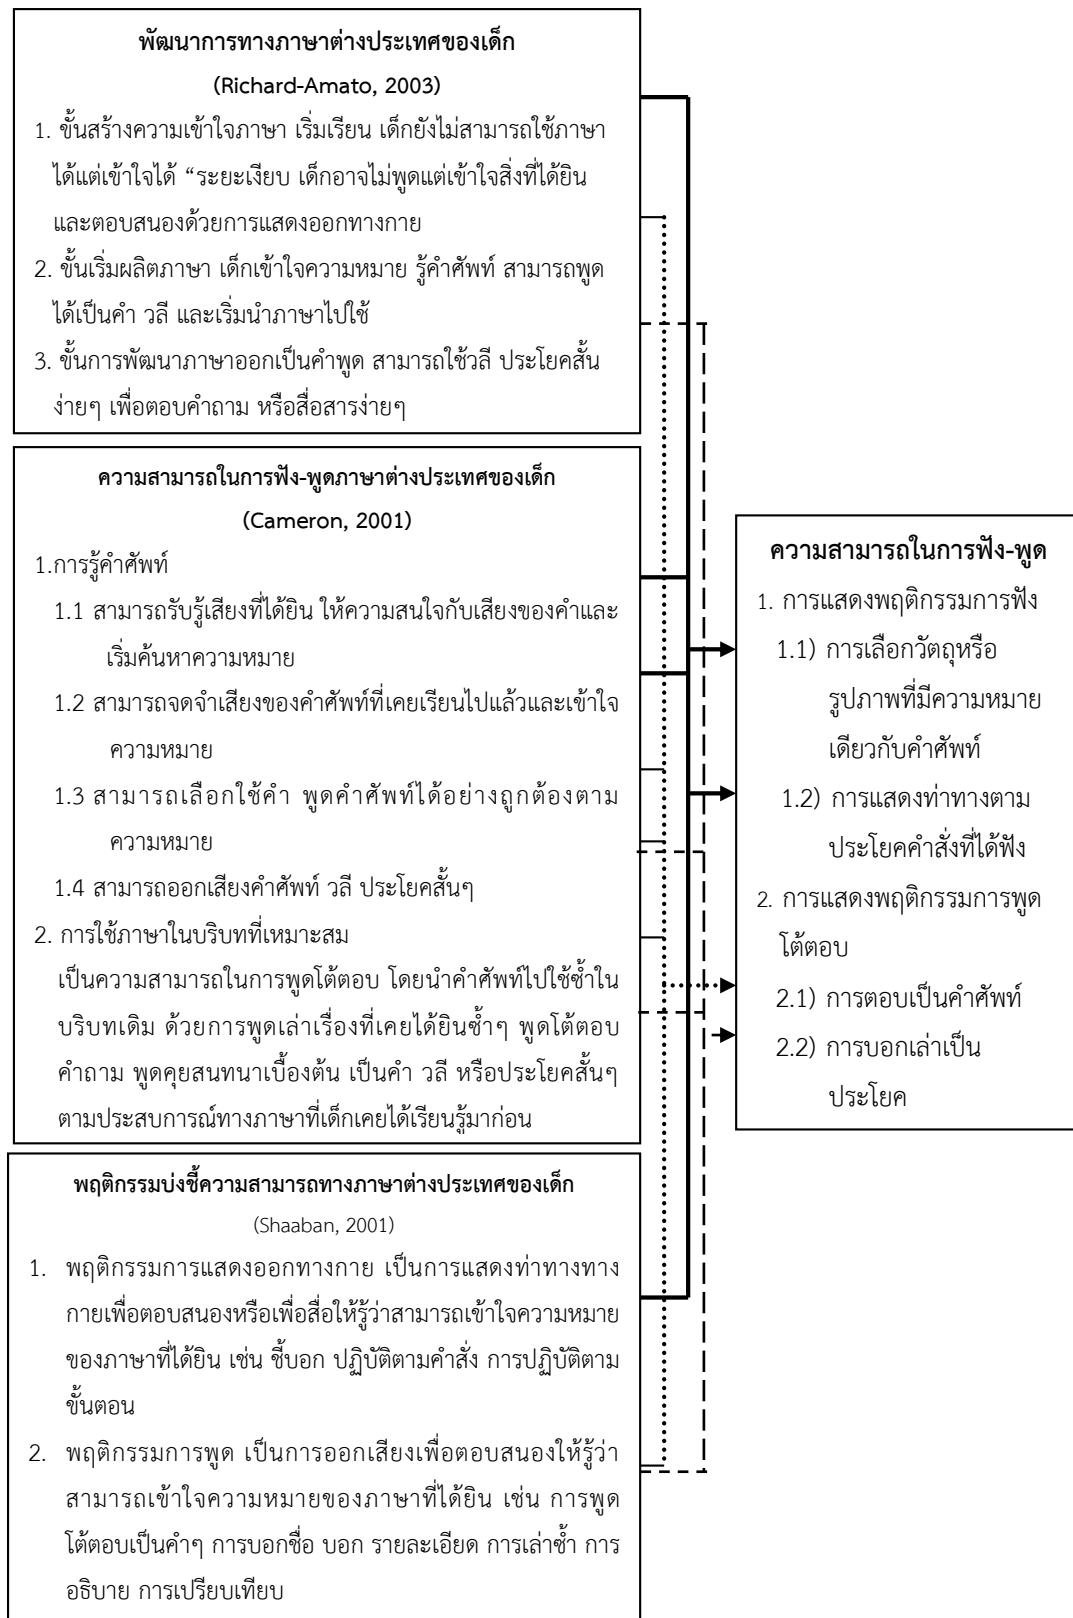 พัฒนาการทางภาษาต่างประเทศของเด็ก
(Richard-Amato, 2003)
1. ขั้นสร้างความเข้าใจภาษา เริ่มเรียน เด็กยังไม่สามารถใช้ภาษา
ได้แต่เข้าใจได้ “ระยะเงียบ เด็กอาจไม่พูดแต่เข้าใจสิ่งที่ได้ยิน
และตอบสนองด้วยการแสดงออกทางกาย
2. ขั้นเริ่มผลิตภาษา เด็กเข้าใจความหมาย รู้คำศัพท์ สามารถพูด
ได้เป็นคำ วลี และเริ่มนำภาษาไปใช้
3. ขั้นการพัฒนาภาษาออกเป็นคำพูด สามารถใช้วลี ประโยคสั้น
ง่ายๆ เพื่อตอบคำถาม หรือสื่อสารง่ายๆ
ความสามารถในการฟัง-พูดภาษาต่างประเทศของเด็ก
(Cameron, 2001)
1.การรู้คำศัพท์
1.1 สามารถรับรู้เสียงที่ได้ยิน ให้ความสนใจกับเสียงของคำและ
เริ่มค้นหาความหมาย
1.2 สามารถจดจำเสียงของคำศัพท์ที่เคยเรียนไปแล้วและเข้าใจ
ความหมาย
1.3 สามารถเลือกใช้คำ พูดคำศัพท์ได้อย่างถูกต้องตาม
ความหมาย
1.4 สามารถออกเสียงคำศัพท์ วลี ประโยคสั้นๆ
2. การใช้ภาษาในบริบทที่เหมาะสม
เป็นความสามารถในการพูดโต้ตอบ โดยนำคำศัพท์ไปใช้ซ้ำใน
บริบทเดิม ด้วยการพูดเล่าเรื่องที่เคยได้ยินซ้ำๆ พูดโต้ตอบ
คำถาม พูดคุยสนทนาเบื้องต้น เป็นคำ วลี หรือประโยคสั้นๆ
ตามประสบการณ์ทางภาษาที่เด็กเคยได้เรียนรู้มาก่อน
พฤติกรรมบ่งชี้ความสามารถทางภาษาต่างประเทศของเด็ก
(Shaaban, 2001)
1. พฤติกรรมการแสดงออกทางกาย เป็นการแสดงท่าทางทาง
กายเพื่อตอบสนองหรือเพื่อสื่อให้รู้ว่าสามารถเข้าใจความหมาย
ของภาษาที่ได้ยิน เช่น ชี้บอก ปฏิบัติตามคำสั่ง การปฏิบัติตาม
ขั้นตอน
2. พฤติกรรมการพูด เป็นการออกเสียงเพื่อตอบสนองให้รู้ว่า
สามารถเข้าใจความหมายของภาษาที่ได้ยิน เช่น การพูด
โต้ตอบเป็นคำๆ การบอกชื่อ บอก รายละเอียด การเล่าซ้ำ การ
อธิบาย การเปรียบเทียบ
ความสามารถในการฟัง-พูด
1. การแสดงพฤติกรรมการฟัง
1.1) การเลือกวัตถุหรือ
รูปภาพที่มีความหมาย
เดียวกับคำศัพท์
1.2) การแสดงท่าทางตาม
ประโยคคำสั่งที่ได้ฟัง
2. การแสดงพฤติกรรมการพูด
โต้ตอบ
2.1) การตอบเป็นคำศัพท์
2.2) การบอกเล่าเป็น
ประโยค